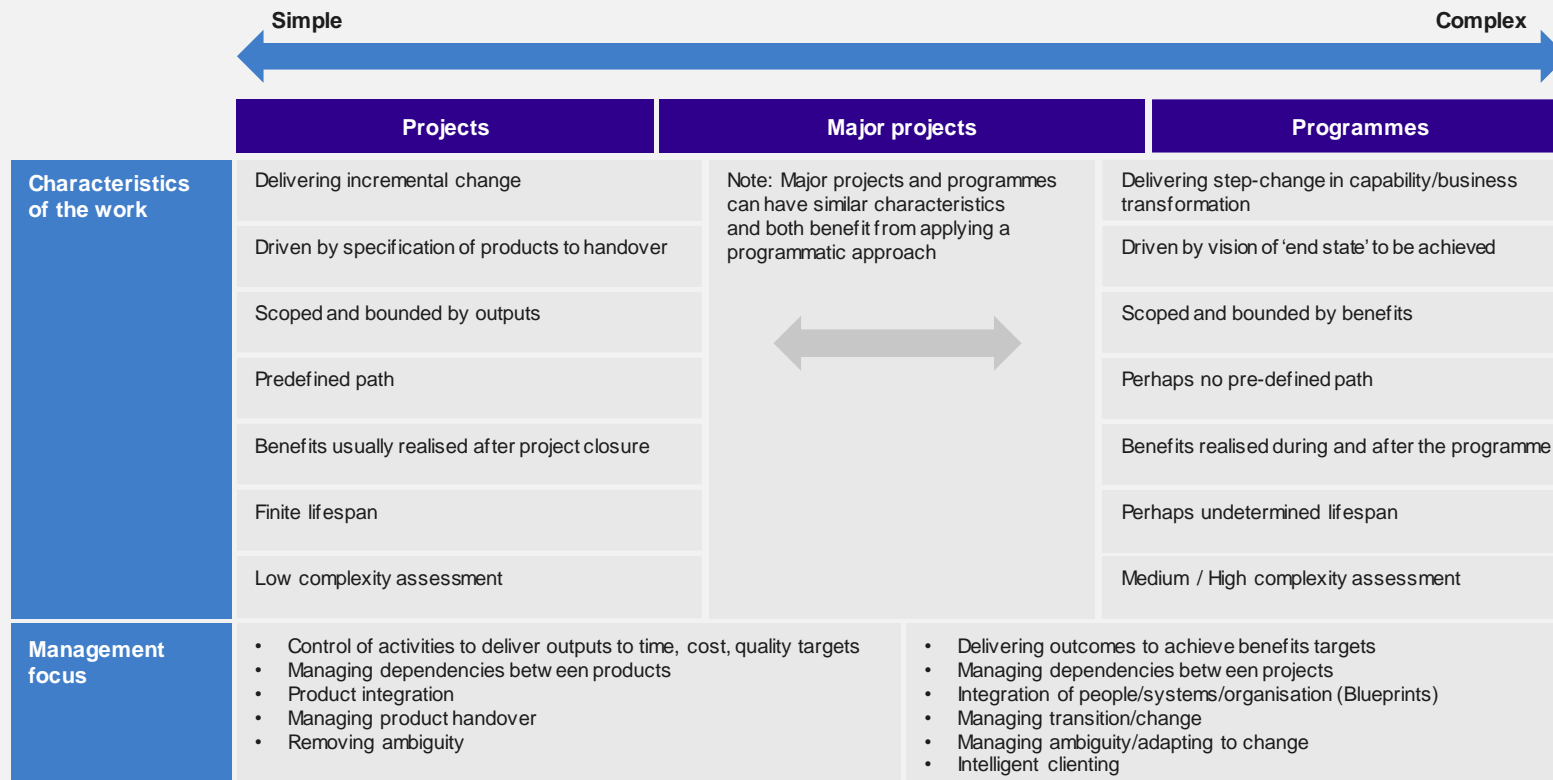 Simple
Complex
Projects
Major projects
Programmes
Characteristics
of the work
Delivering incremental change
Note: Major projects and programmes
can have similar characteristics
and both benefit from applying a
programmatic approach
Delivering step-change in capability/business
transformation
Driven by specification of products to handover
Driven by vision of ‘end state’ to be achieved
Scoped and bounded by outputs
Scoped and bounded by benefits
Predefined path
Perhaps no pre-defined path
Benefits usually realised after project closure
Benefits realised during and after the programme
Finite lifespan
Perhaps undetermined lifespan
Low complexity assessment
Medium / High complexity assessment
Management
focus
• Control of activities to deliver outputs to time, cost, quality targets
• Managing dependencies between products
• Product integration
• Managing product handover
• Removing ambiguity
• Delivering outcomes to achieve benefits targets
• Managing dependencies between projects
• Integration of people/systems/organisation (Blueprints)
• Managing transition/change
• Managing ambiguity/adapting to change
• Intelligent clienting